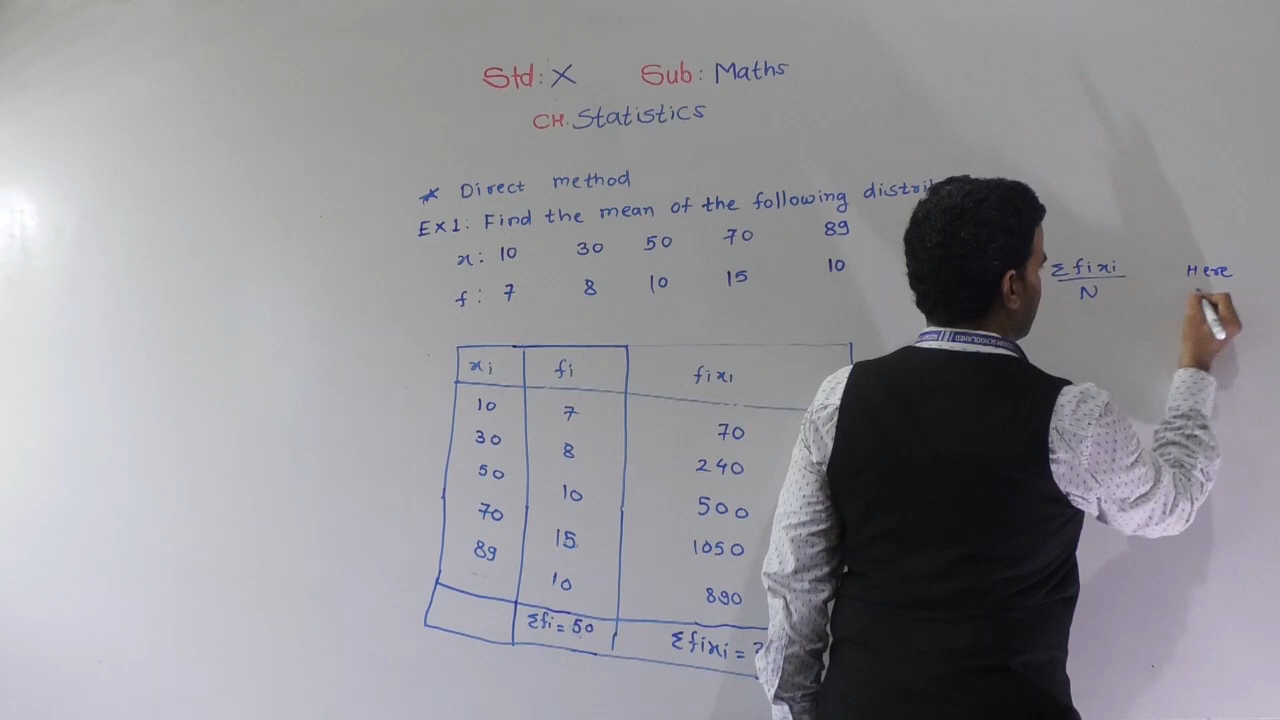 Std: X Sub: Maths
CH. Statistics
* Direct method
EX1: Find the mean of the following
x: 10 30 50 70 89
f: 7 8 10 15 10
Σfixi
N
Here
xi fi fixi
10 7 70
30 8 240
50 10 500
70 15 1050
89 10 890
Σfi = 50 Σfixi =